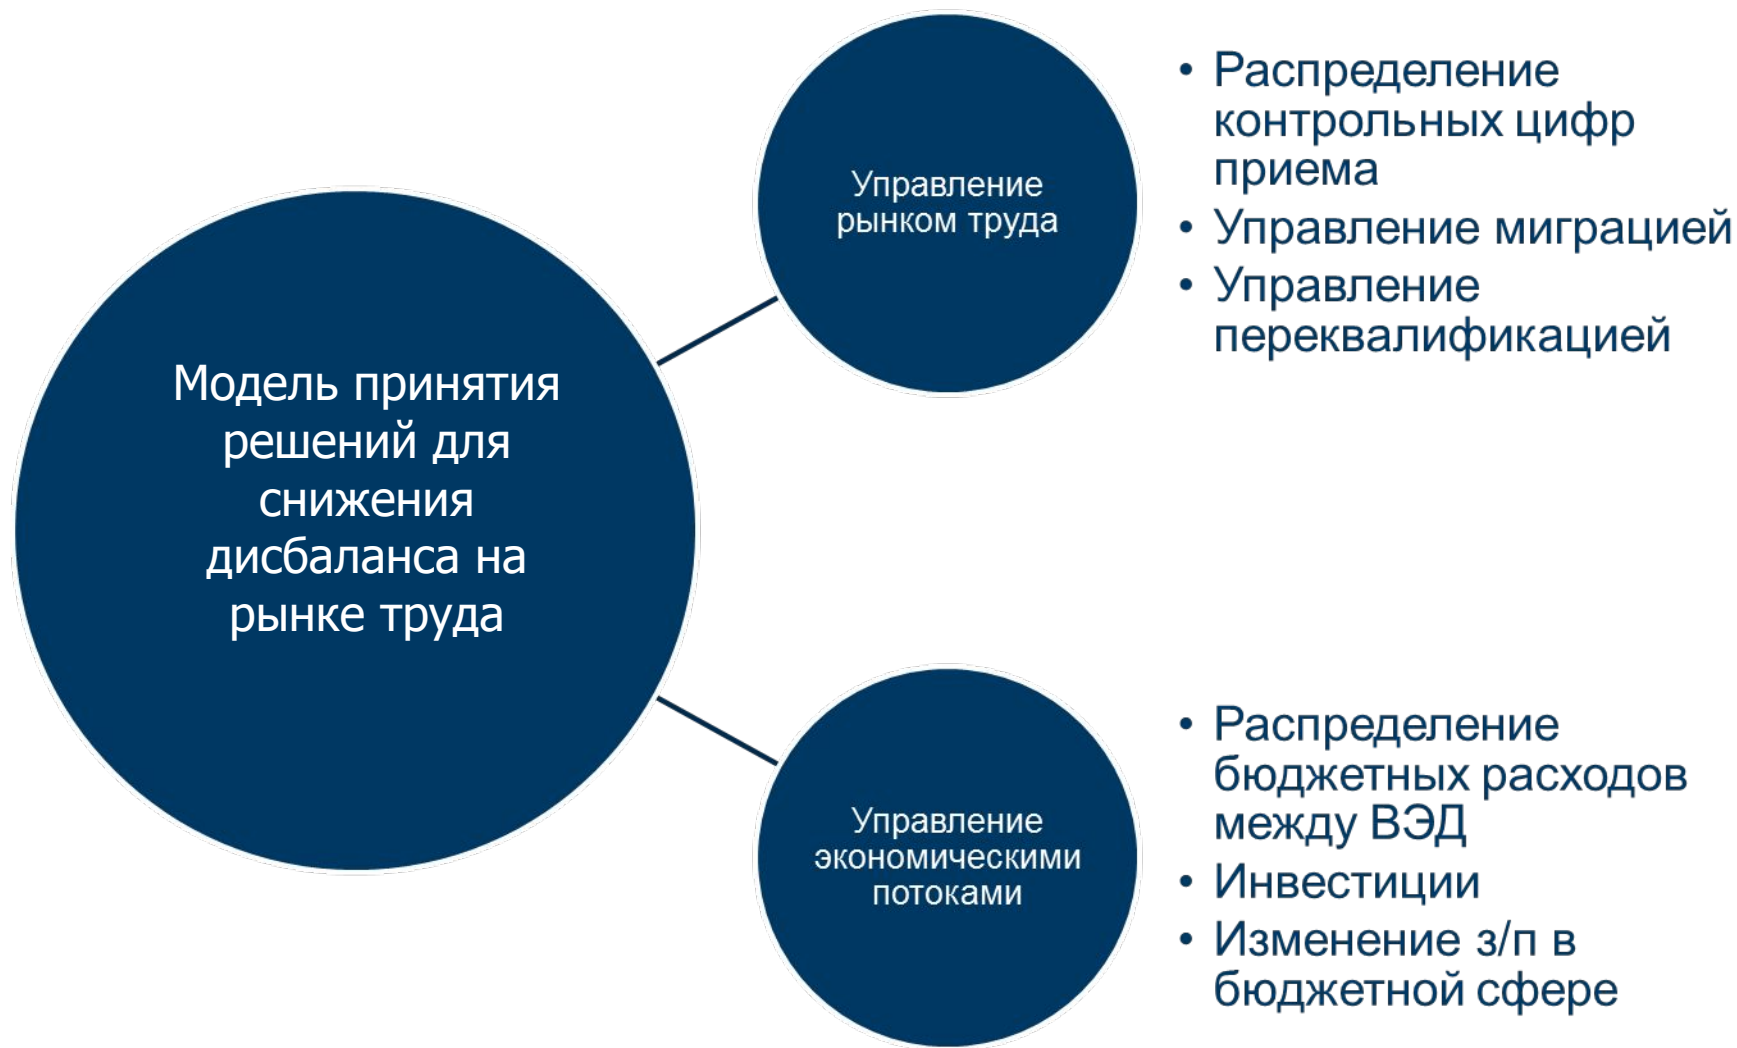 Модель принятия
решений для
снижения
дисбаланса на
рынке труда
Управление
рынком труда
• Распределение
контрольных цифр
приема
• Управление миграцией
• Управление
переквалификацией
Управление
экономическими
потоками
• Распределение
бюджетных расходов
между ВЭД
• Инвестиции
• Изменение з/п в
бюджетной сфере